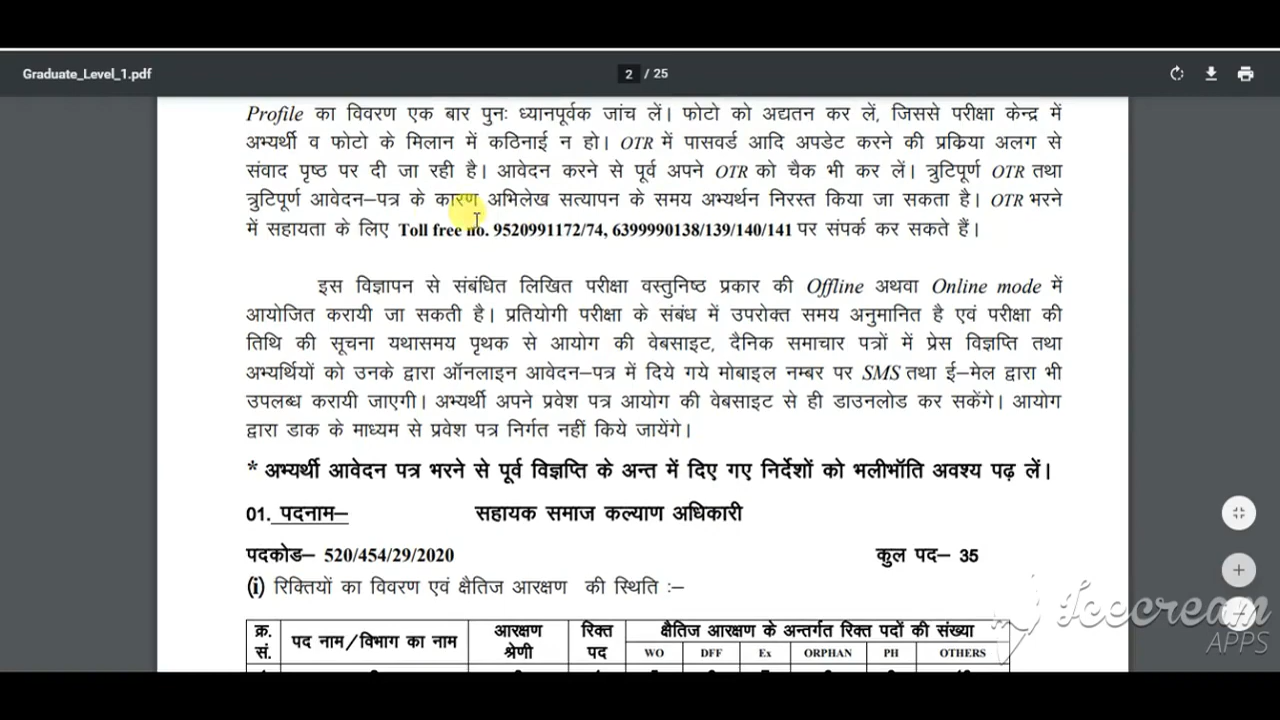 Graduate_Level_1.pdf
2 / 25
Profile का विवरण एक बार पुनः ध्यानपूर्वक जांच लें। फोटो को अद्यतन कर लें, जिससे परीक्षा केन्द्र में
अभ्यर्थी व फोटो के मिलान में कठिनाई न हो। OTR में पासवर्ड आदि अपडेट करने की प्रक्रिया अलग से
संवाद पृष्ठ पर दी जा रही है। आवेदन करने से पूर्व अपने OTR को चैक भी कर लें। त्रुटिपूर्ण OTR तथा
त्रुटिपूर्ण आवेदन–पत्र के कारण अभिलेख सत्यापन के समय अभ्यर्थन निरस्त किया जा सकता है। OTR भरने
में सहायता के लिए Toll free no. 9520991172/74, 6399990138/139/140/141 पर संपर्क कर सकते हैं।
इस विज्ञापन से संबंधित लिखित परीक्षा वस्तुनिष्ठ प्रकार की Offline अथवा Online mode में
आयोजित करायी जा सकती है। प्रतियोगी परीक्षा के संबंध में उपरोक्त समय अनुमानित है एवं परीक्षा की
तिथि की सूचना यथासमय पृथक से आयोग की वेबसाइट, दैनिक समाचार पत्रों में प्रेस विज्ञप्ति तथा
अभ्यर्थियों को उनके द्वारा ऑनलाइन आवेदन–पत्र में दिये गये मोबाइल नम्बर पर SMS तथा ई–मेल द्वारा भी
उपलब्ध करायी जाएगी। अभ्यर्थी अपने प्रवेश पत्र आयोग की वेबसाइट से ही डाउनलोड कर सकेंगे। आयोग
द्वारा डाक के माध्यम से प्रवेश पत्र निर्गत नहीं किये जायेंगे।
* अभ्यर्थी आवेदन पत्र भरने से पूर्व विज्ञप्ति के अन्त में दिए गए निर्देशों को भलीभॉति अवश्य पढ़ लें।
01. पदनाम– सहायक समाज कल्याण अधिकारी
पदकोड– 520/454/29/2020 कुल पद– 35
(i) रिक्तियों का विवरण एवं क्षैतिज आरक्षण की स्थिति :–
क्र. सं. पद नाम/विभाग का नाम आरक्षण श्रेणी रिक्त पद क्षैतिज आरक्षण के अन्तर्गत रिक्त पदों की संख्या
WO DFF Ex ORPHAN PH OTHERS
Icecream
APPS